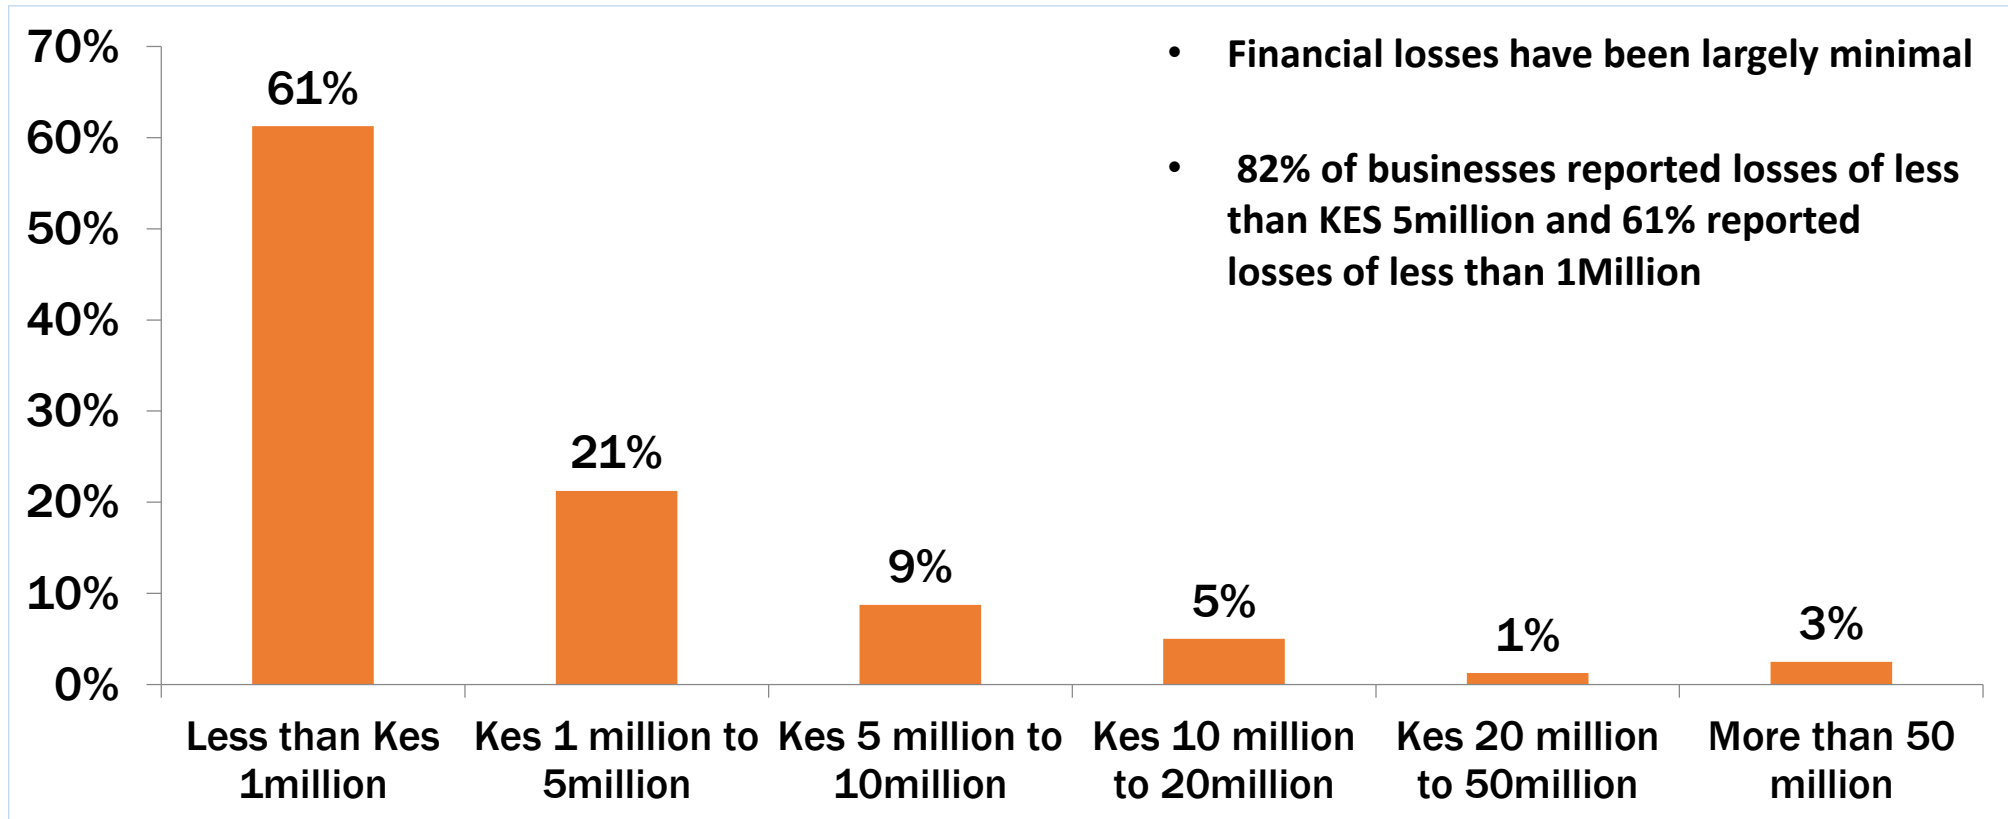 70%
60%
50%
40%
30%
20%
10%
0%
61%
21%
9%
5%
1%
3%
Less than Kes
1million
Kes 1 million to
5million
Kes 5 million to
10million
Kes 10 million
to 20million
Kes 20 million
to 50million
More than 50
million
• Financial losses have been largely minimal
• 82% of businesses reported losses of less
than KES 5million and 61% reported
losses of less than 1Million